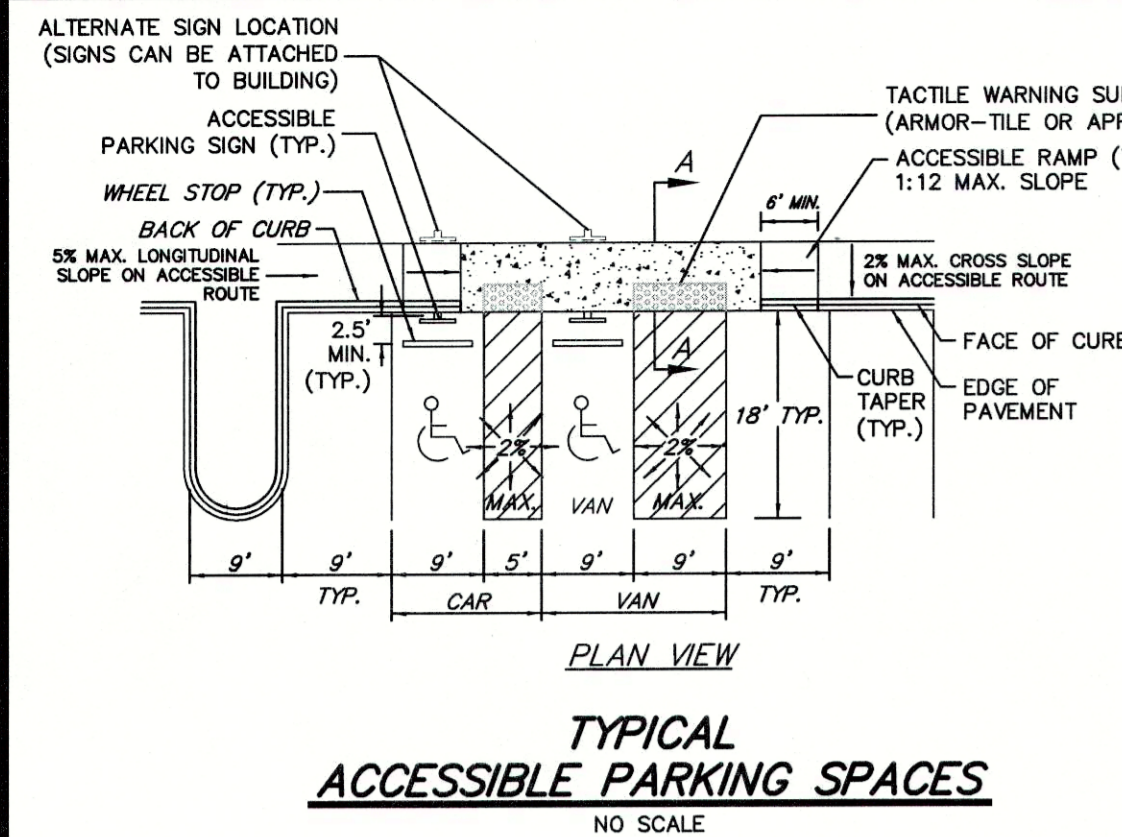 ALTERNATE SIGN LOCATION
(SIGNS CAN BE ATTACHED
TO BUILDING)
ACCESSIBLE
PARKING SIGN (TYP.)
WHEEL STOP (TYP.)
BACK OF CURB
5% MAX. LONGITUDINAL
SLOPE ON ACCESSIBLE
ROUTE
TACTILE WARNING
(ARMOR-TILE OR
ACCESSIBLE RAMP
1:12 MAX. SLOPE
A
6' MIN.
2% MAX. CROSS SLOPE
ON ACCESSIBLE ROUTE
2.5'
MIN.
(TYP.)
A
FACE OF CURB
CURB
TAPER
(TYP.)
EDGE OF
PAVEMENT
18' TYP.
2%
MAX.
VAN
2%
MAX.
9'
9'
TYP.
9'
5'
9'
9'
9'
TYP.
CAR
VAN
PLAN VIEW
TYPICAL
ACCESSIBLE PARKING SPACES
NO SCALE